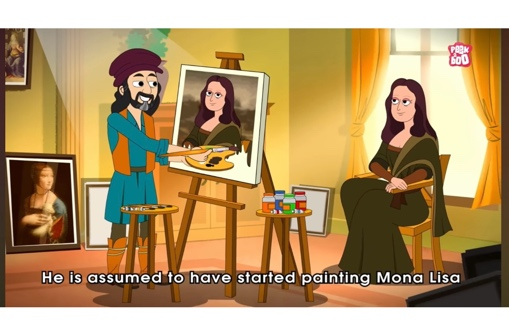 PEEK
A
BOO
He is assumed to have started painting Mona Lisa